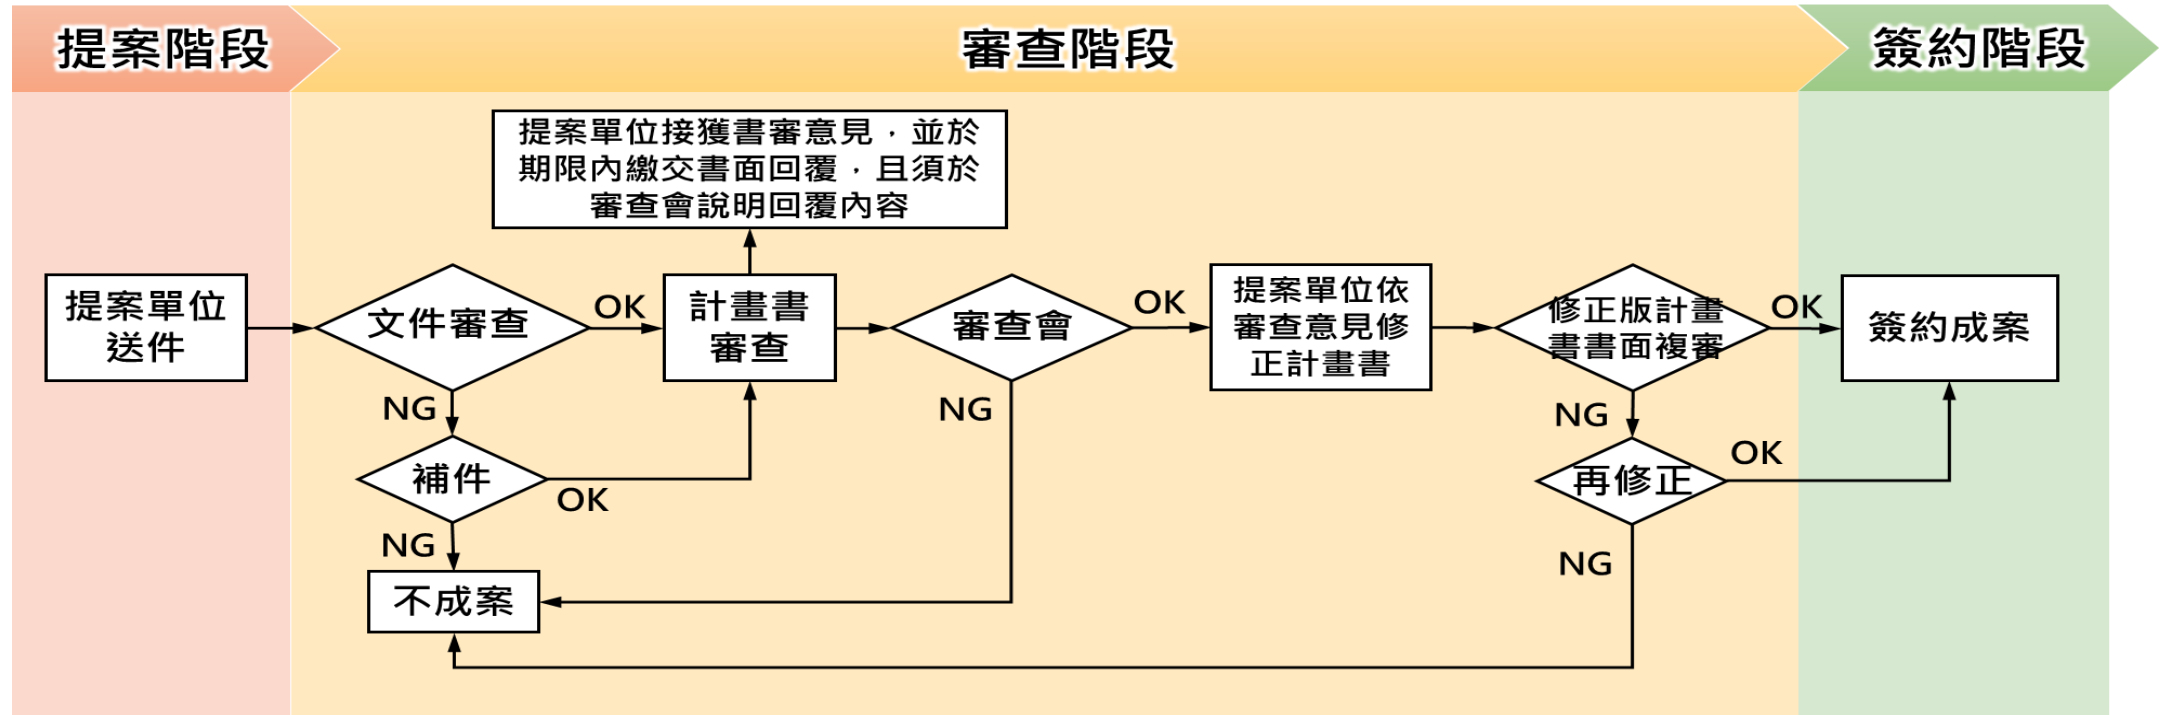 提案階段
審查階段
簽約階段
提案單位接獲書審意見，並於
期限內繳交書面回覆，且須於
審查會說明回覆內容
提案單位
送件
文件審查
OK
計畫書
審查
審查會
OK
提案單位依
審查意見修
正計畫書
修正版計畫
書書面複審
OK
簽約成案
NG
NG
NG
補件
OK
再修正
OK
NG
NG
不成案